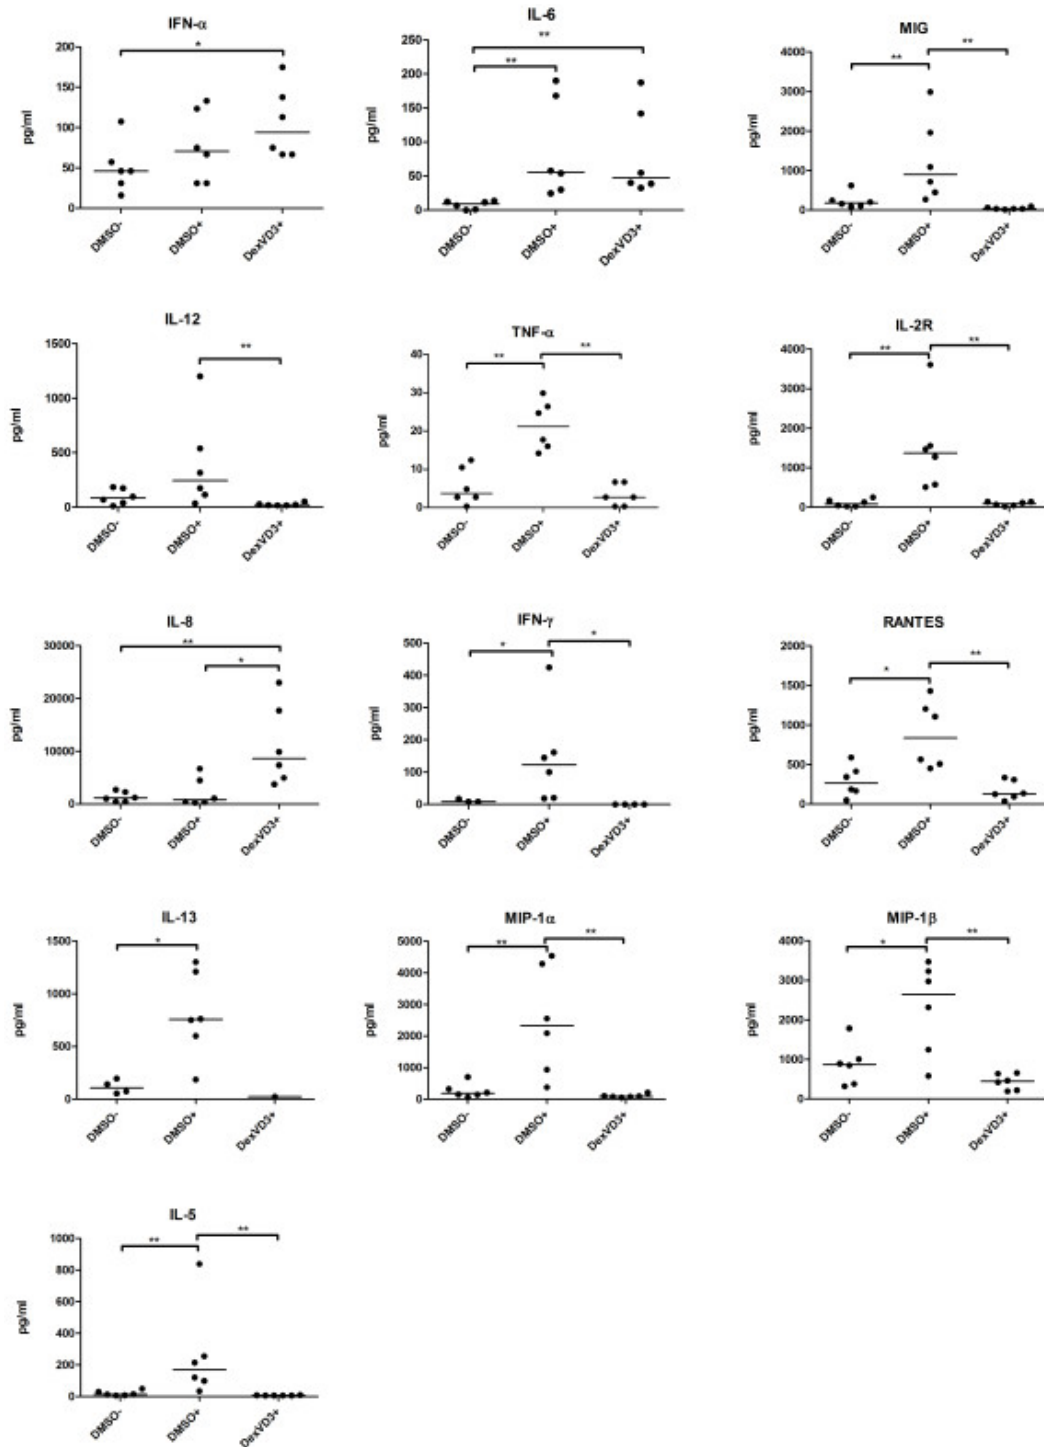 IFN-α
*
200
150
100
50
0
pg/ml
DMSO-
DMSO+
DexVD3+
IL-6
**
**
250
200
150
100
50
0
pg/ml
DMSO-
DMSO+
DexVD3+
MIG
**
**
4000
3000
2000
1000
0
pg/ml
DMSO-
DMSO+
DexVD3+
IL-12
**
1500
1000
500
0
pg/ml
DMSO-
DMSO+
DexVD3+
TNF-α
**
**
40
30
20
10
0
pg/ml
DMSO-
DMSO+
DexVD3+
IL-2R
**
**
4000
3000
2000
1000
0
pg/ml
DMSO-
DMSO+
DexVD3+
IL-8
**
*
30000
20000
10000
0
pg/ml
DMSO-
DMSO+
DexVD3+
IFN-γ
*
*
500
400
300
200
100
0
pg/ml
DMSO-
DMSO+
DexVD3+
RANTES
**
*
2000
1500
1000
500
0
pg/ml
DMSO-
DMSO+
DexVD3+
IL-13
*
1500
1000
500
0
pg/ml
DMSO-
DMSO+
DexVD3+
MIP-1α
**
**
5000
4000
3000
2000
1000
0
pg/ml
DMSO-
DMSO+
DexVD3+
MIP-1β
**
*
4000
3000
2000
1000
0
pg/ml
DMSO-
DMSO+
DexVD3+
IL-5
**
**
1000
800
600
400
200
0
pg/ml
DMSO-
DMSO+
DexVD3+